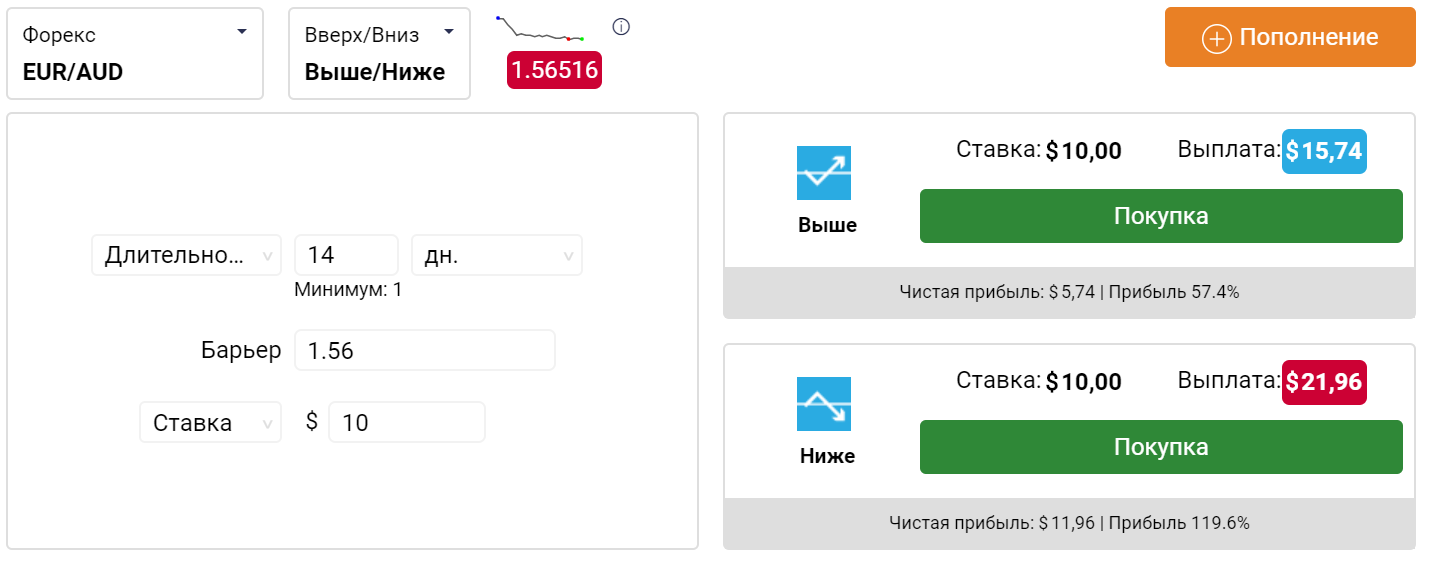 Форекс
EUR/AUD
Вверх/Вниз
Выше/Ниже
1.56516
Пополнение
Длительно...
14
дн.
Минимум: 1
Барьер
1.56
Ставка
$
10
Ставка: $10,00
Выплата: $15,74
Покупка
Выше
Чистая прибыль: $5,74 | Прибыль 57.4%
Ставка: $10,00
Выплата: $21,96
Покупка
Ниже
Чистая прибыль: $11,96 | Прибыль 119.6%